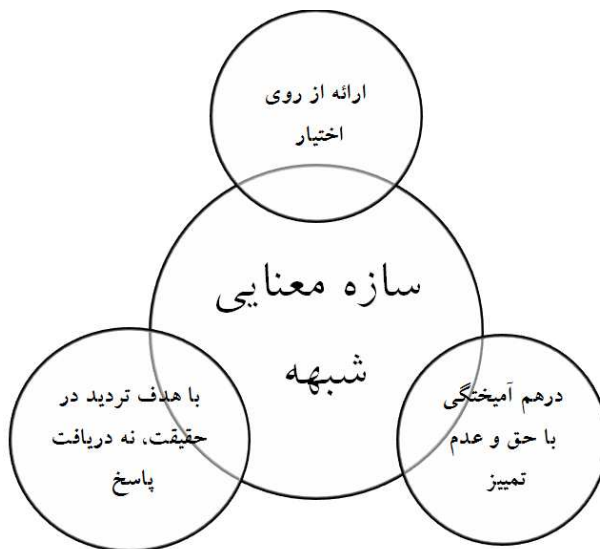 ارائه از روی
اختیار
سازه معنایی
شبهه
درهم آمیختگی
با حق و عدم
تمییز
با هدف تردید در
حقیقت، نه دریافت
پاسخ